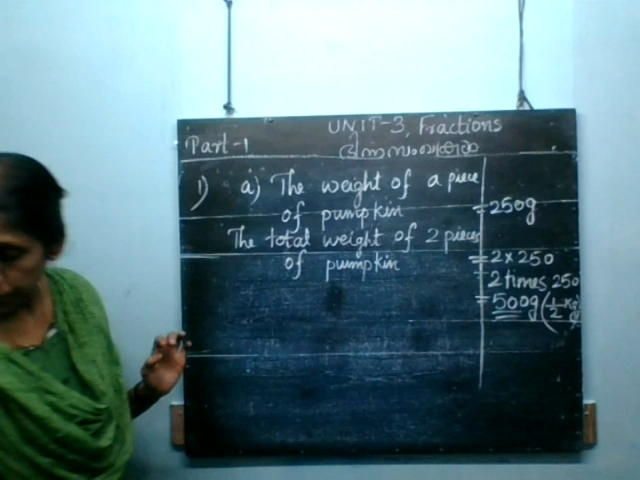 UNIT-3, Fractions
Part-1
ഭിന്നസംഖ്യകൾ
1) a) The weight of a piece
of pumpkin = 250g
The total weight of 2 pieces
of pumpkin = 2 x 250
= 2 times 250
= 500g (1/2 kg)